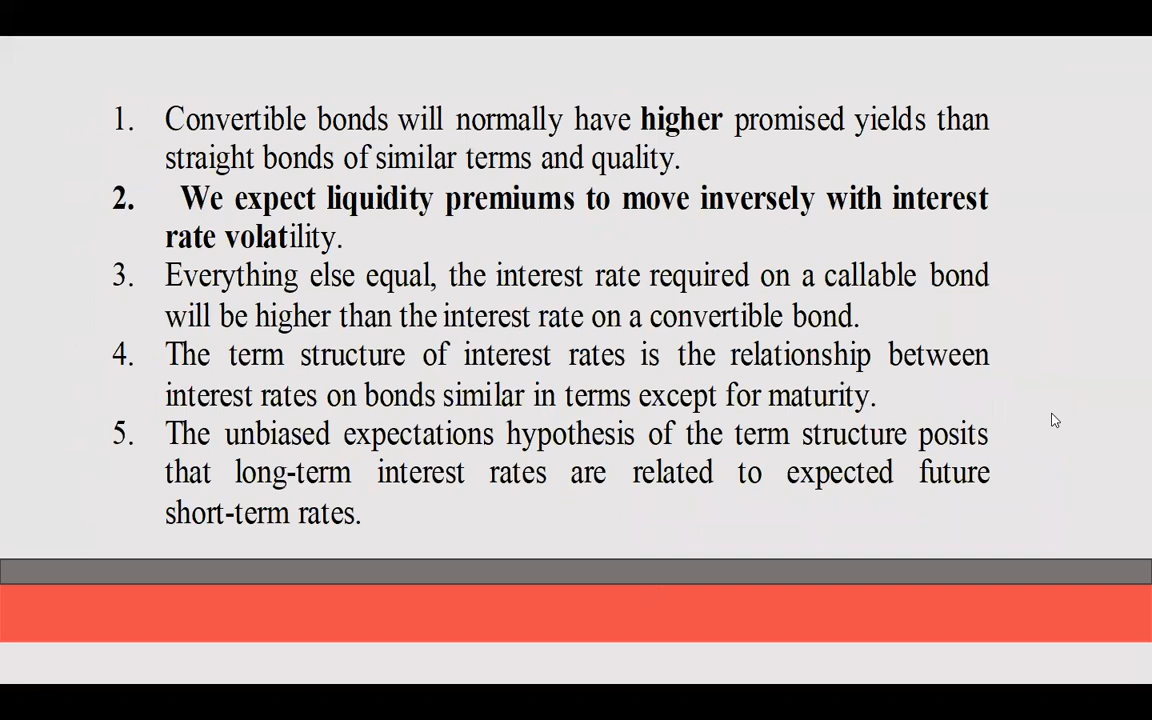 1. Convertible bonds will normally have higher promised yields than
straight bonds of similar terms and quality.
2. We expect liquidity premiums to move inversely with interest
rate volatility.
3. Everything else equal, the interest rate required on a callable bond
will be higher than the interest rate on a convertible bond.
4. The term structure of interest rates is the relationship between
interest rates on bonds similar in terms except for maturity.
5. The unbiased expectations hypothesis of the term structure posits
that long-term interest rates are related to expected future
short-term rates.